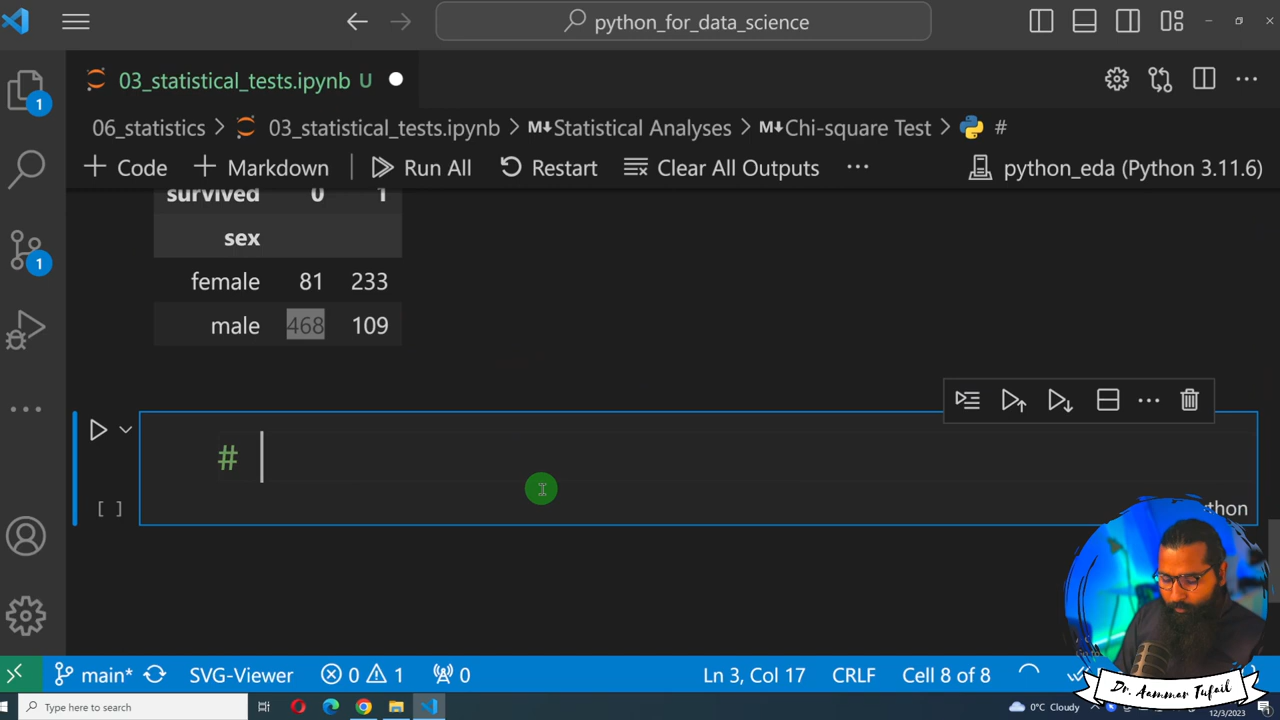 python_for_data_science
03_statistical_tests.ipynb U
06_statistics > 03_statistical_tests.ipynb > M↓Statistical Analyses > M↓Chi-square Test > #
+ Code + Markdown Run All Restart Clear All Outputs ... python_eda (Python 3.11.6)
survived 0 1
sex
female 81 233
male 468 109
#
[ ]
thon
1
1
main* SVG-Viewer 0 1 0 Ln 3, Col 17 CRLF Cell 8 of 8
Dr. Aammar Tufail
Type here to search 0°C Cloudy 12/3/2023